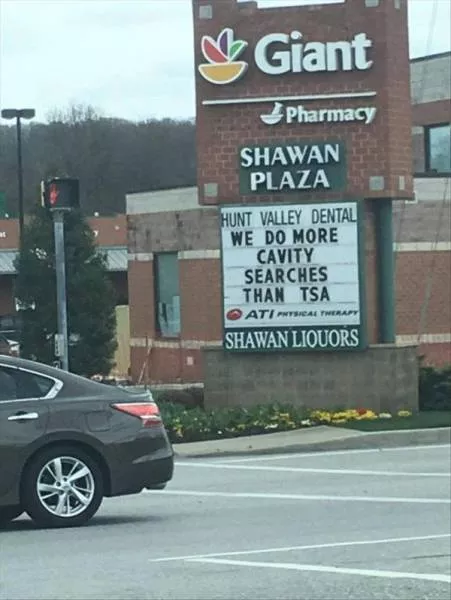 Giant
Pharmacy
SHAWAN
PLAZA
HUNT VALLEY DENTAL
WE DO MORE
CAVITY
SEARCHES
THAN TSA
ATI PHYSICAL THERAPY
SHAWAN LIQUORS